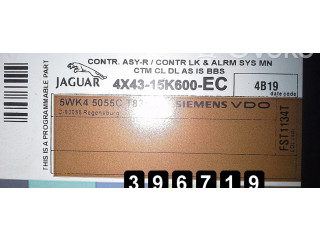 CONTR. ASY-R / CONTR LK & ALRM SYS MN
CTM CL DL AS IS BBS
JAGUAR
4X43-15K600-EC
4B19
date code
THIS IS A PROGRAMMABLE PART
5WK4 5055C
SIEMENS VDO
Regensburg
FST1134T
396719